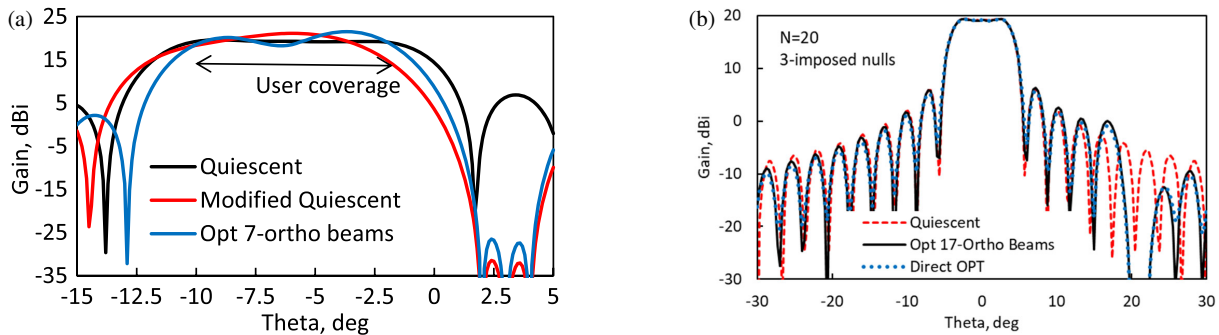 (a)
25
15
5
-5
-15
-25
-35
Gain, dBi
User coverage
Quiescent
Modified Quiescent
Opt 7-ortho beams
-15 -12.5 -10 -7.5 -5 -2.5 0 2.5 5
Theta, deg
(b)
20
10
0
-10
-20
-30
Gain, dBi
N=20
3-imposed nulls
Quiescent
Opt 17-Ortho Beams
Direct OPT
-30 -20 -10 0 10 20 30
Theta, deg